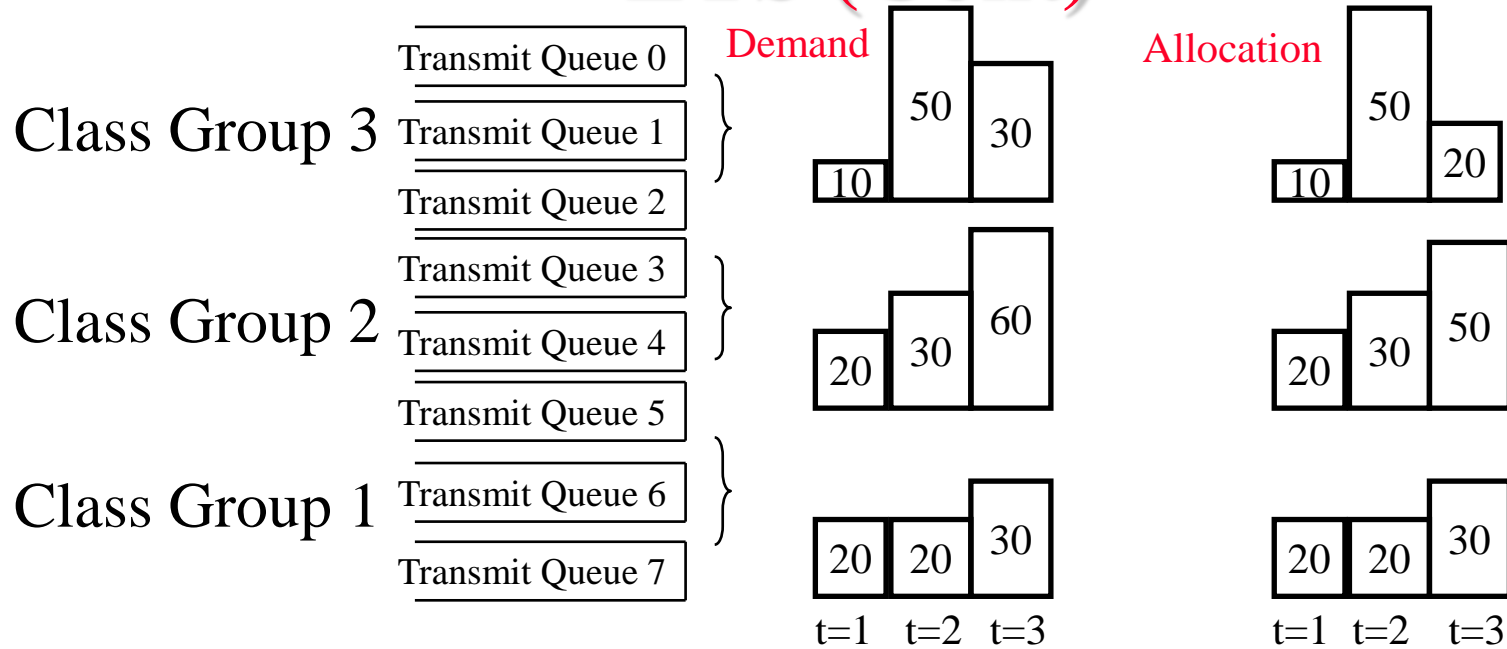 Demand
Allocation
Class Group 3
Transmit Queue 0
Transmit Queue 1
Transmit Queue 2
10 50 30
10 50 20
Class Group 2
Transmit Queue 3
Transmit Queue 4
20 30 60
20 30 50
Class Group 1
Transmit Queue 5
Transmit Queue 6
Transmit Queue 7
20 20 30
20 20 30
t=1 t=2 t=3
t=1 t=2 t=3